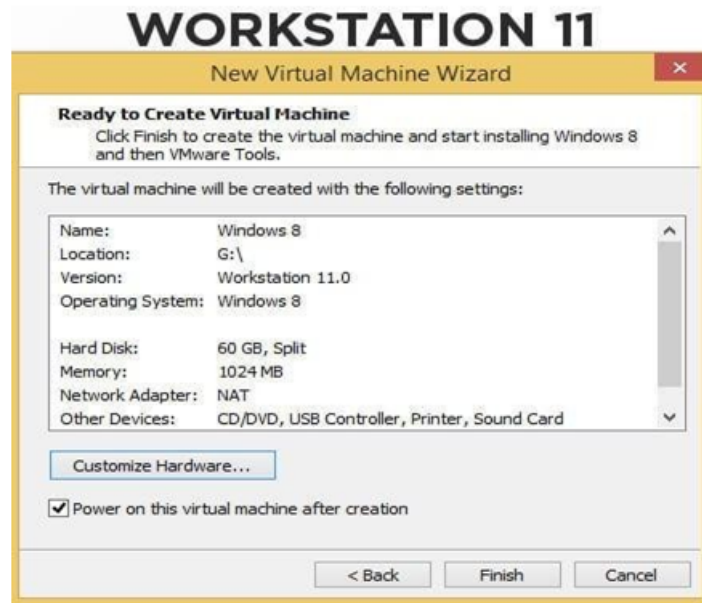 WORKSTATION 11
New Virtual Machine Wizard
Ready to Create Virtual Machine
Click Finish to create the virtual machine and start installing Windows 8
and then VMware Tools.
The virtual machine will be created with the following settings:
Name: Windows 8
Location: G:\
Version: Workstation 11.0
Operating System: Windows 8
Hard Disk: 60 GB, Split
Memory: 1024 MB
Network Adapter: NAT
Other Devices: CD/DVD, USB Controller, Printer, Sound Card
Customize Hardware...
Power on this virtual machine after creation
< Back Finish Cancel